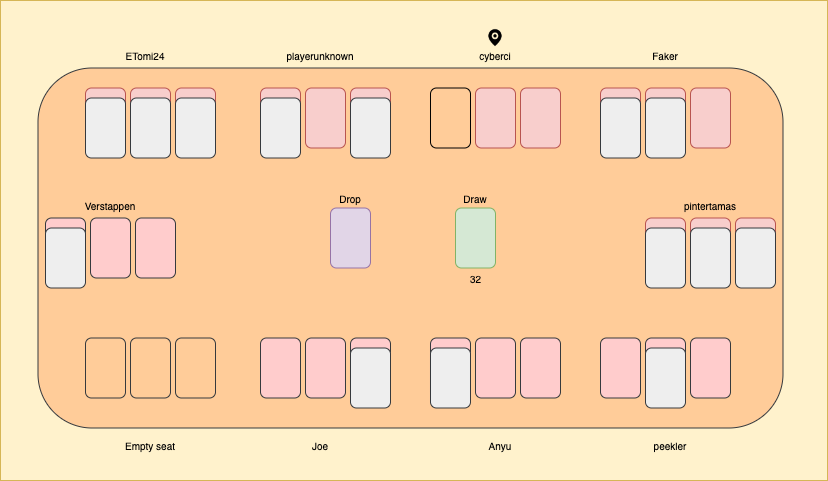 ETomi24
playerunknown
cyberci
Faker
Verstappen
Drop
Draw
pintertamas
32
Empty seat
Joe
Anyu
peekler